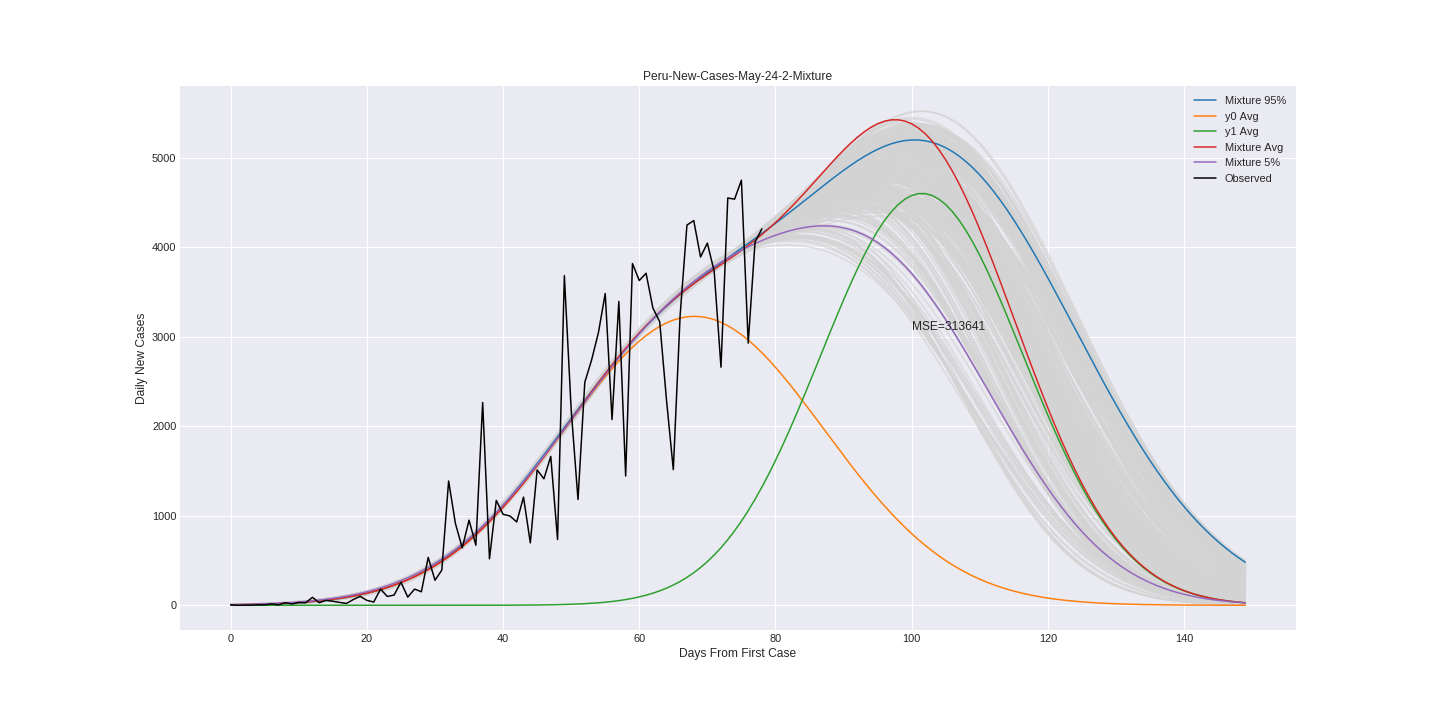 Peru-New-Cases-May-24-2-Mixture
Mixture 95%
y0 Avg
y1 Avg
Mixture Avg
Mixture 5%
Observed
5000
4000
3000
2000
1000
0
Daily New Cases
MSE=313641
0 20 40 60 80 100 120 140
Days From First Case